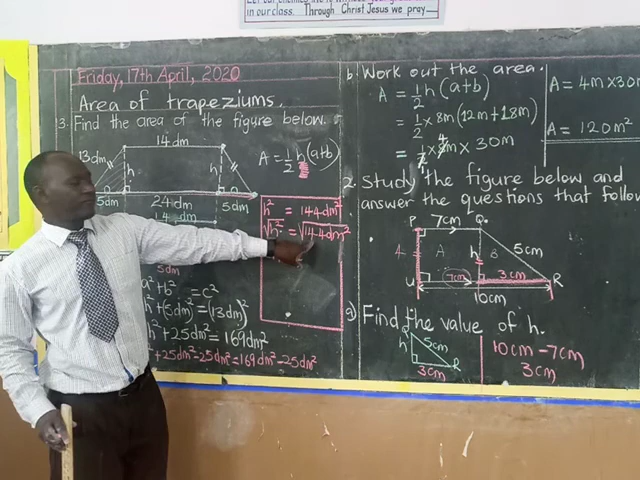 in our class. Through Christ Jesus we pray
Friday, 17th April, 2020
Area of trapeziums.
3. Find the area of the figure below.
14dm
13dm
h
h
5dm
24dm
5dm
14dm
5dm
A = 1/2 h(a+b)
a² + b² = c²
h² + (5dm)² = (13dm)²
h² + 25dm² = 169dm²
+25dm²-25dm²=169dm²-25dm²
h² = 144dm²
√h² = √144dm²
b. Work out the area.
A = 1/2 h(a+b)
= 1/2 × 8m(12m+18m)
= 1/2 × 8m × 30m
4
1
A = 4m × 30m
A = 120m²
2. Study the figure below and
answer the questions that follow
P
7cm
Q
4
A
h
B
5cm
U
7cm
3cm
R
10cm
a) Find the value of h.
Q
h
5cm
R
3cm
10cm - 7cm
3cm